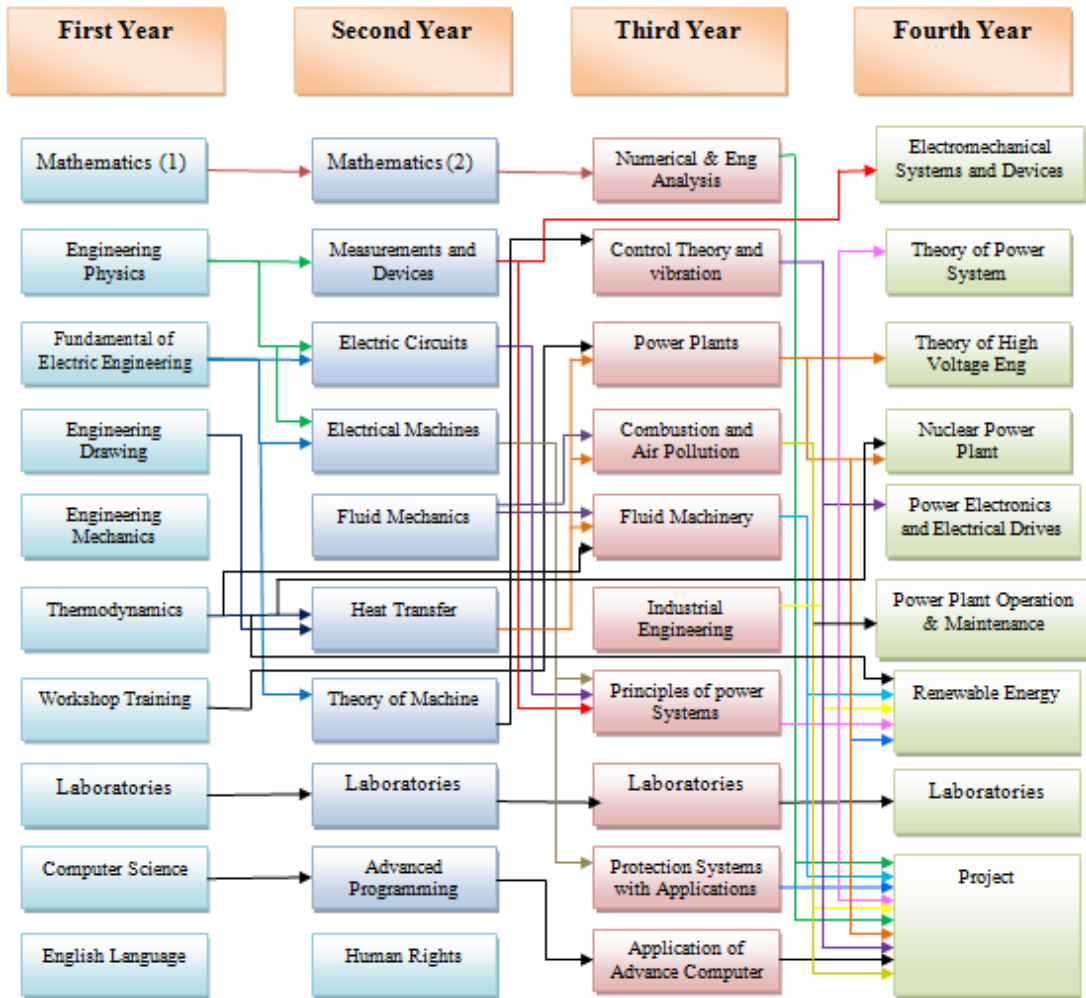 First Year
Second Year
Third Year
Fourth Year
Mathematics (1)
Mathematics (2)
Numerical & Eng
Analysis
Electromechanical
Systems and Devices
Engineering
Physics
Measurements and
Devices
Control Theory and
vibration
Theory of Power
System
Fundamental of
Electric Engineering
Electric Circuits
Power Plants
Theory of High
Voltage Eng
Engineering
Drawing
Electrical Machines
Combustion and
Air Pollution
Nuclear Power
Plant
Engineering
Mechanics
Fluid Mechanics
Fluid Machinery
Power Electronics
and Electrical Drives
Thermodynamics
Heat Transfer
Industrial
Engineering
Power Plant Operation
& Maintenance
Workshop Training
Theory of Machine
Principles of power
Systems
Renewable Energy
Laboratories
Laboratories
Laboratories
Laboratories
Computer Science
Advanced
Programming
Protection Systems
with Applications
Project
English Language
Human Rights
Application of
Advance Computer